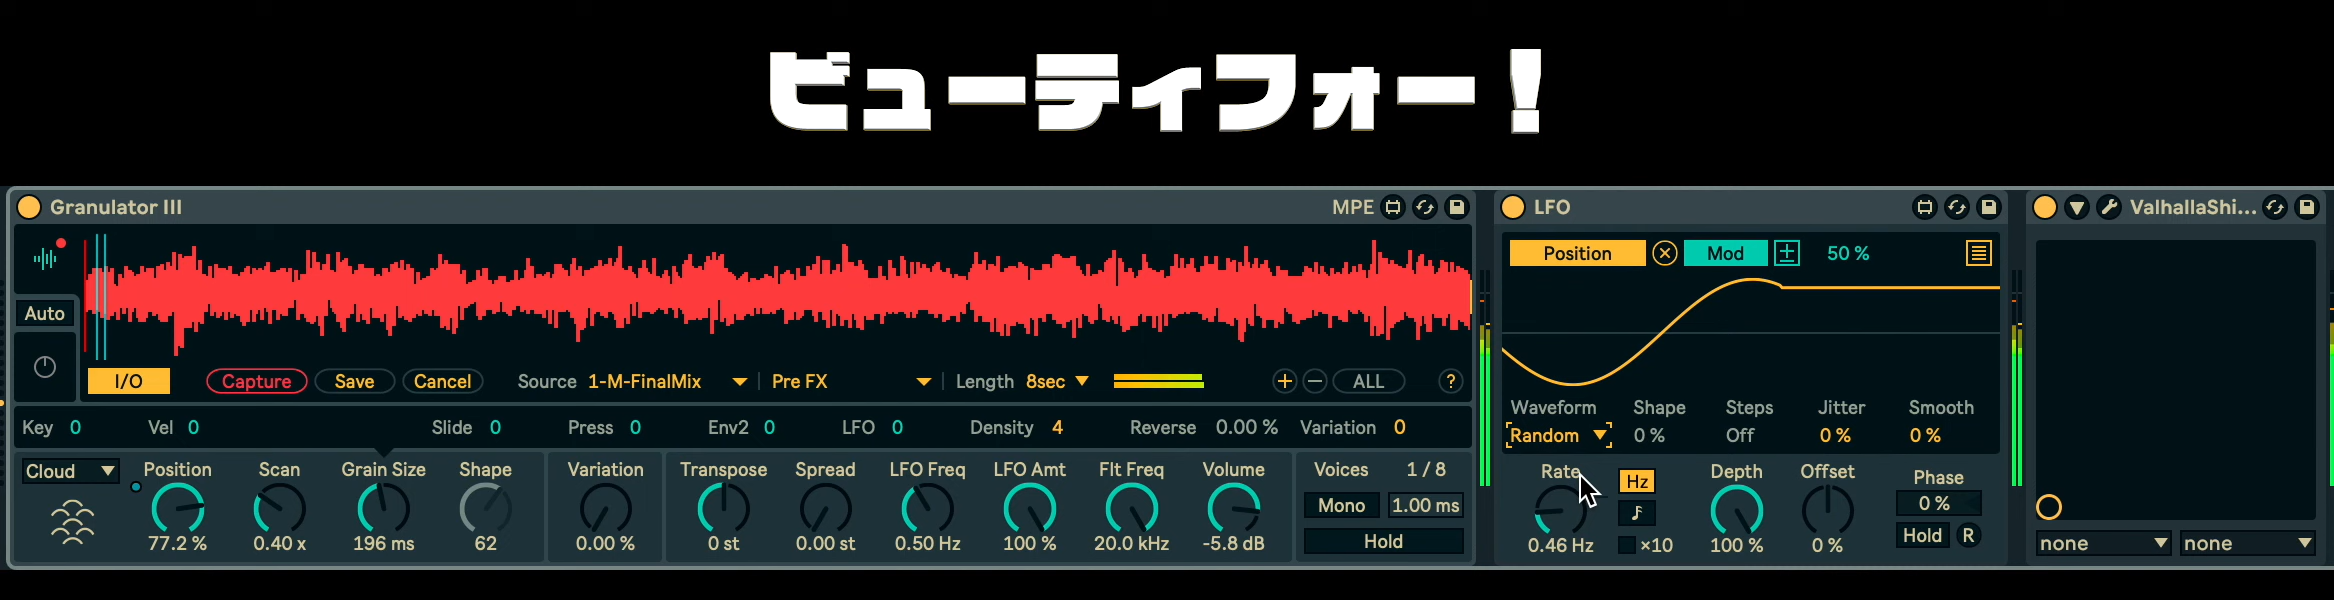 ビューティフォー！
Granulator III MPE
LFO
ValhallaShi...
Position Mod 50 %
Auto
I/O Capture Save Cancel Source 1-M-FinalMix Pre FX Length 8sec + − ALL ?
Waveform Shape Steps Jitter Smooth
Random 0 % Off 0 % 0 %
Key 0 Vel 0 Slide 0 Press 0 Env2 0 LFO 0 Density 4 Reverse 0.00 % Variation 0
Cloud Position Scan Grain Size Shape Variation Transpose Spread LFO Freq LFO Amt Flt Freq Volume Voices 1 / 8
77.2 % 0.40 x 196 ms 62 0.00 % 0 st 0.00 st 0.50 Hz 100 % 20.0 kHz -5.8 dB
Mono 1.00 ms
Hold
Rate Hz Depth Offset Phase
0 %
0.46 Hz ×10 100 % 0 % Hold R
none none